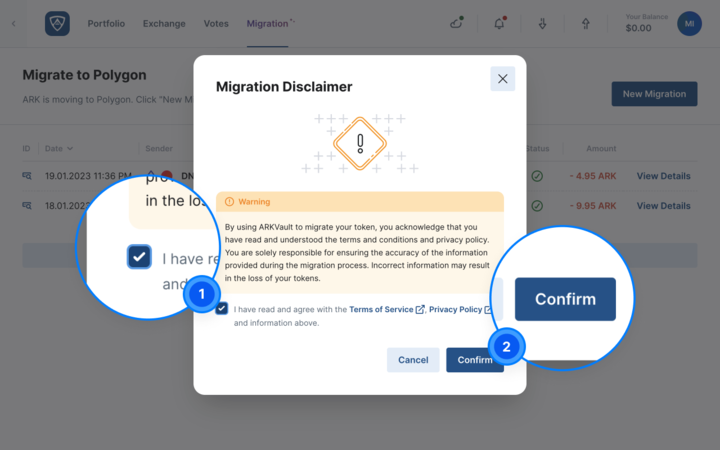 Portfolio Exchange Votes Migration
Your Balance
$0.00
MI
Migrate to Polygon
ARK is moving to Polygon. Click "New M
New Migration
Migration Disclaimer
ID Date Sender Status Amount
19.01.2023 11:36 PM DN - 4.95 ARK View Details
18.01.202 - 9.95 ARK View Details
Warning
By using ARKVault to migrate your token, you acknowledge that you
have read and understood the terms and conditions and privacy policy.
You are solely responsible for ensuring the accuracy of the information
provided during the migration process. Incorrect information may result
in the loss of your tokens.
I have read and agree with the Terms of Service, Privacy Policy
and information above.
Cancel Confirm
in the los
I have re
and
1
Confirm
2